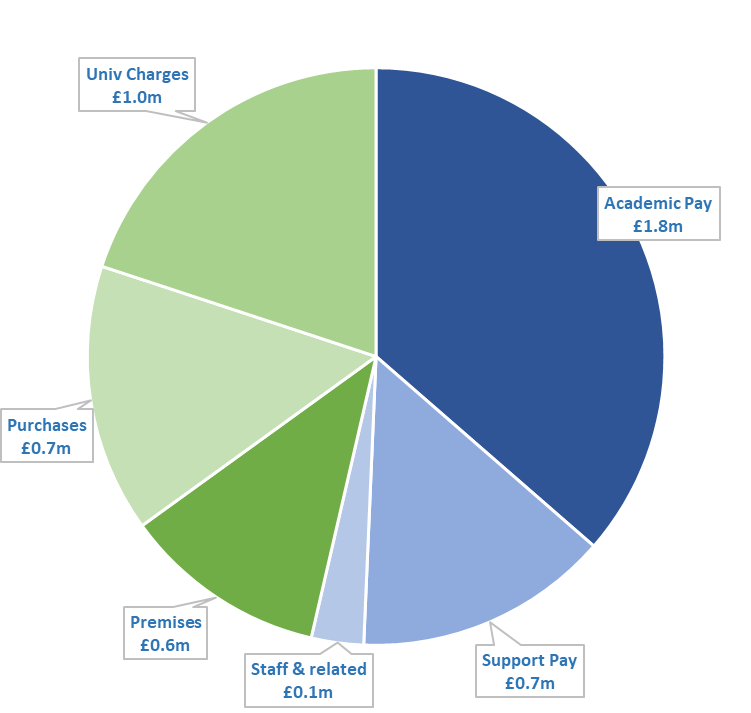 Univ Charges
£1.0m
Academic Pay
£1.8m
Purchases
£0.7m
Premises
£0.6m
Staff & related
£0.1m
Support Pay
£0.7m